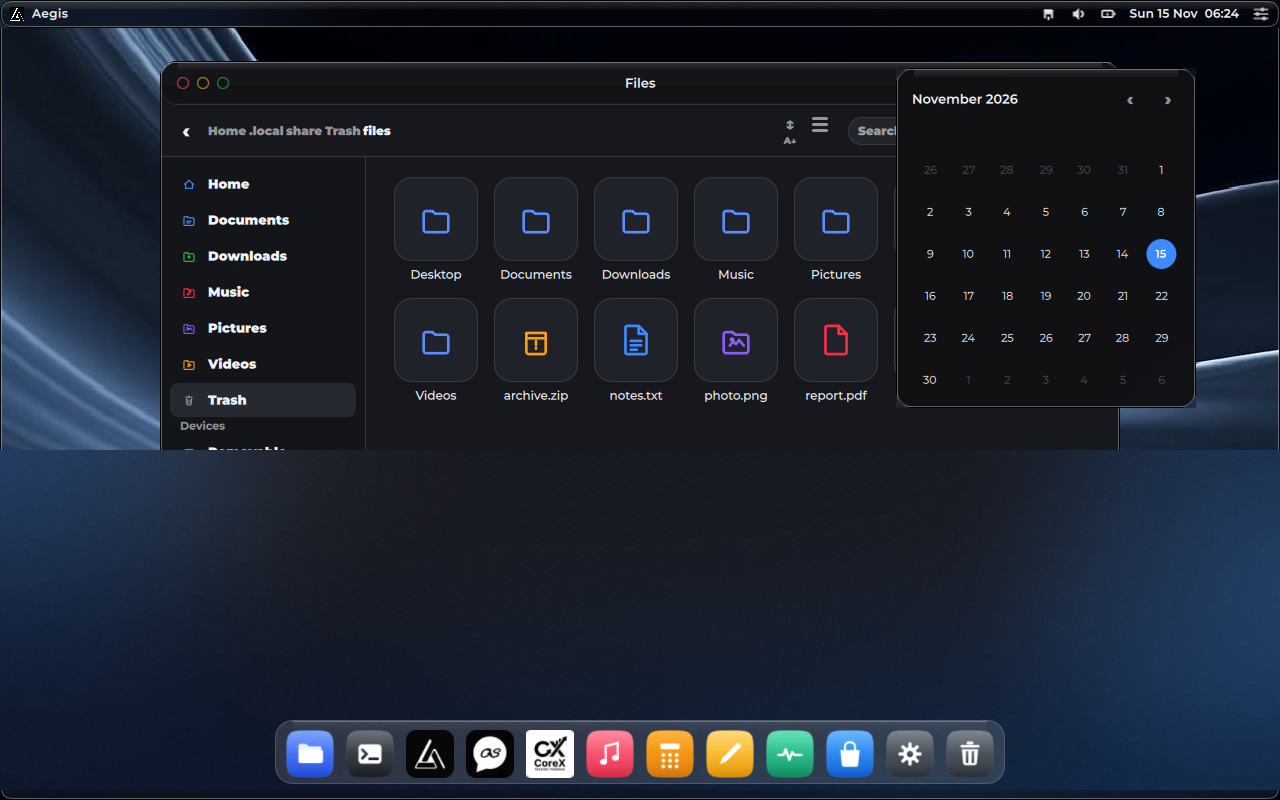 Aegis
Sun 15 Nov 06:24
Files
Home .local share Trash files
A
Home
Documents
Downloads
Music
Pictures
Videos
Trash
Devices
Desktop
Documents
Downloads
Music
Pictures
Videos
archive.zip
notes.txt
photo.png
report.pdf
November 2026
26 27 28 29 30 31 1
2 3 4 5 6 7 8
9 10 11 12 13 14 15
16 17 18 19 20 21 22
23 24 25 26 27 28 29
30 1 2 3 4 5 6
as
CX
CoreX